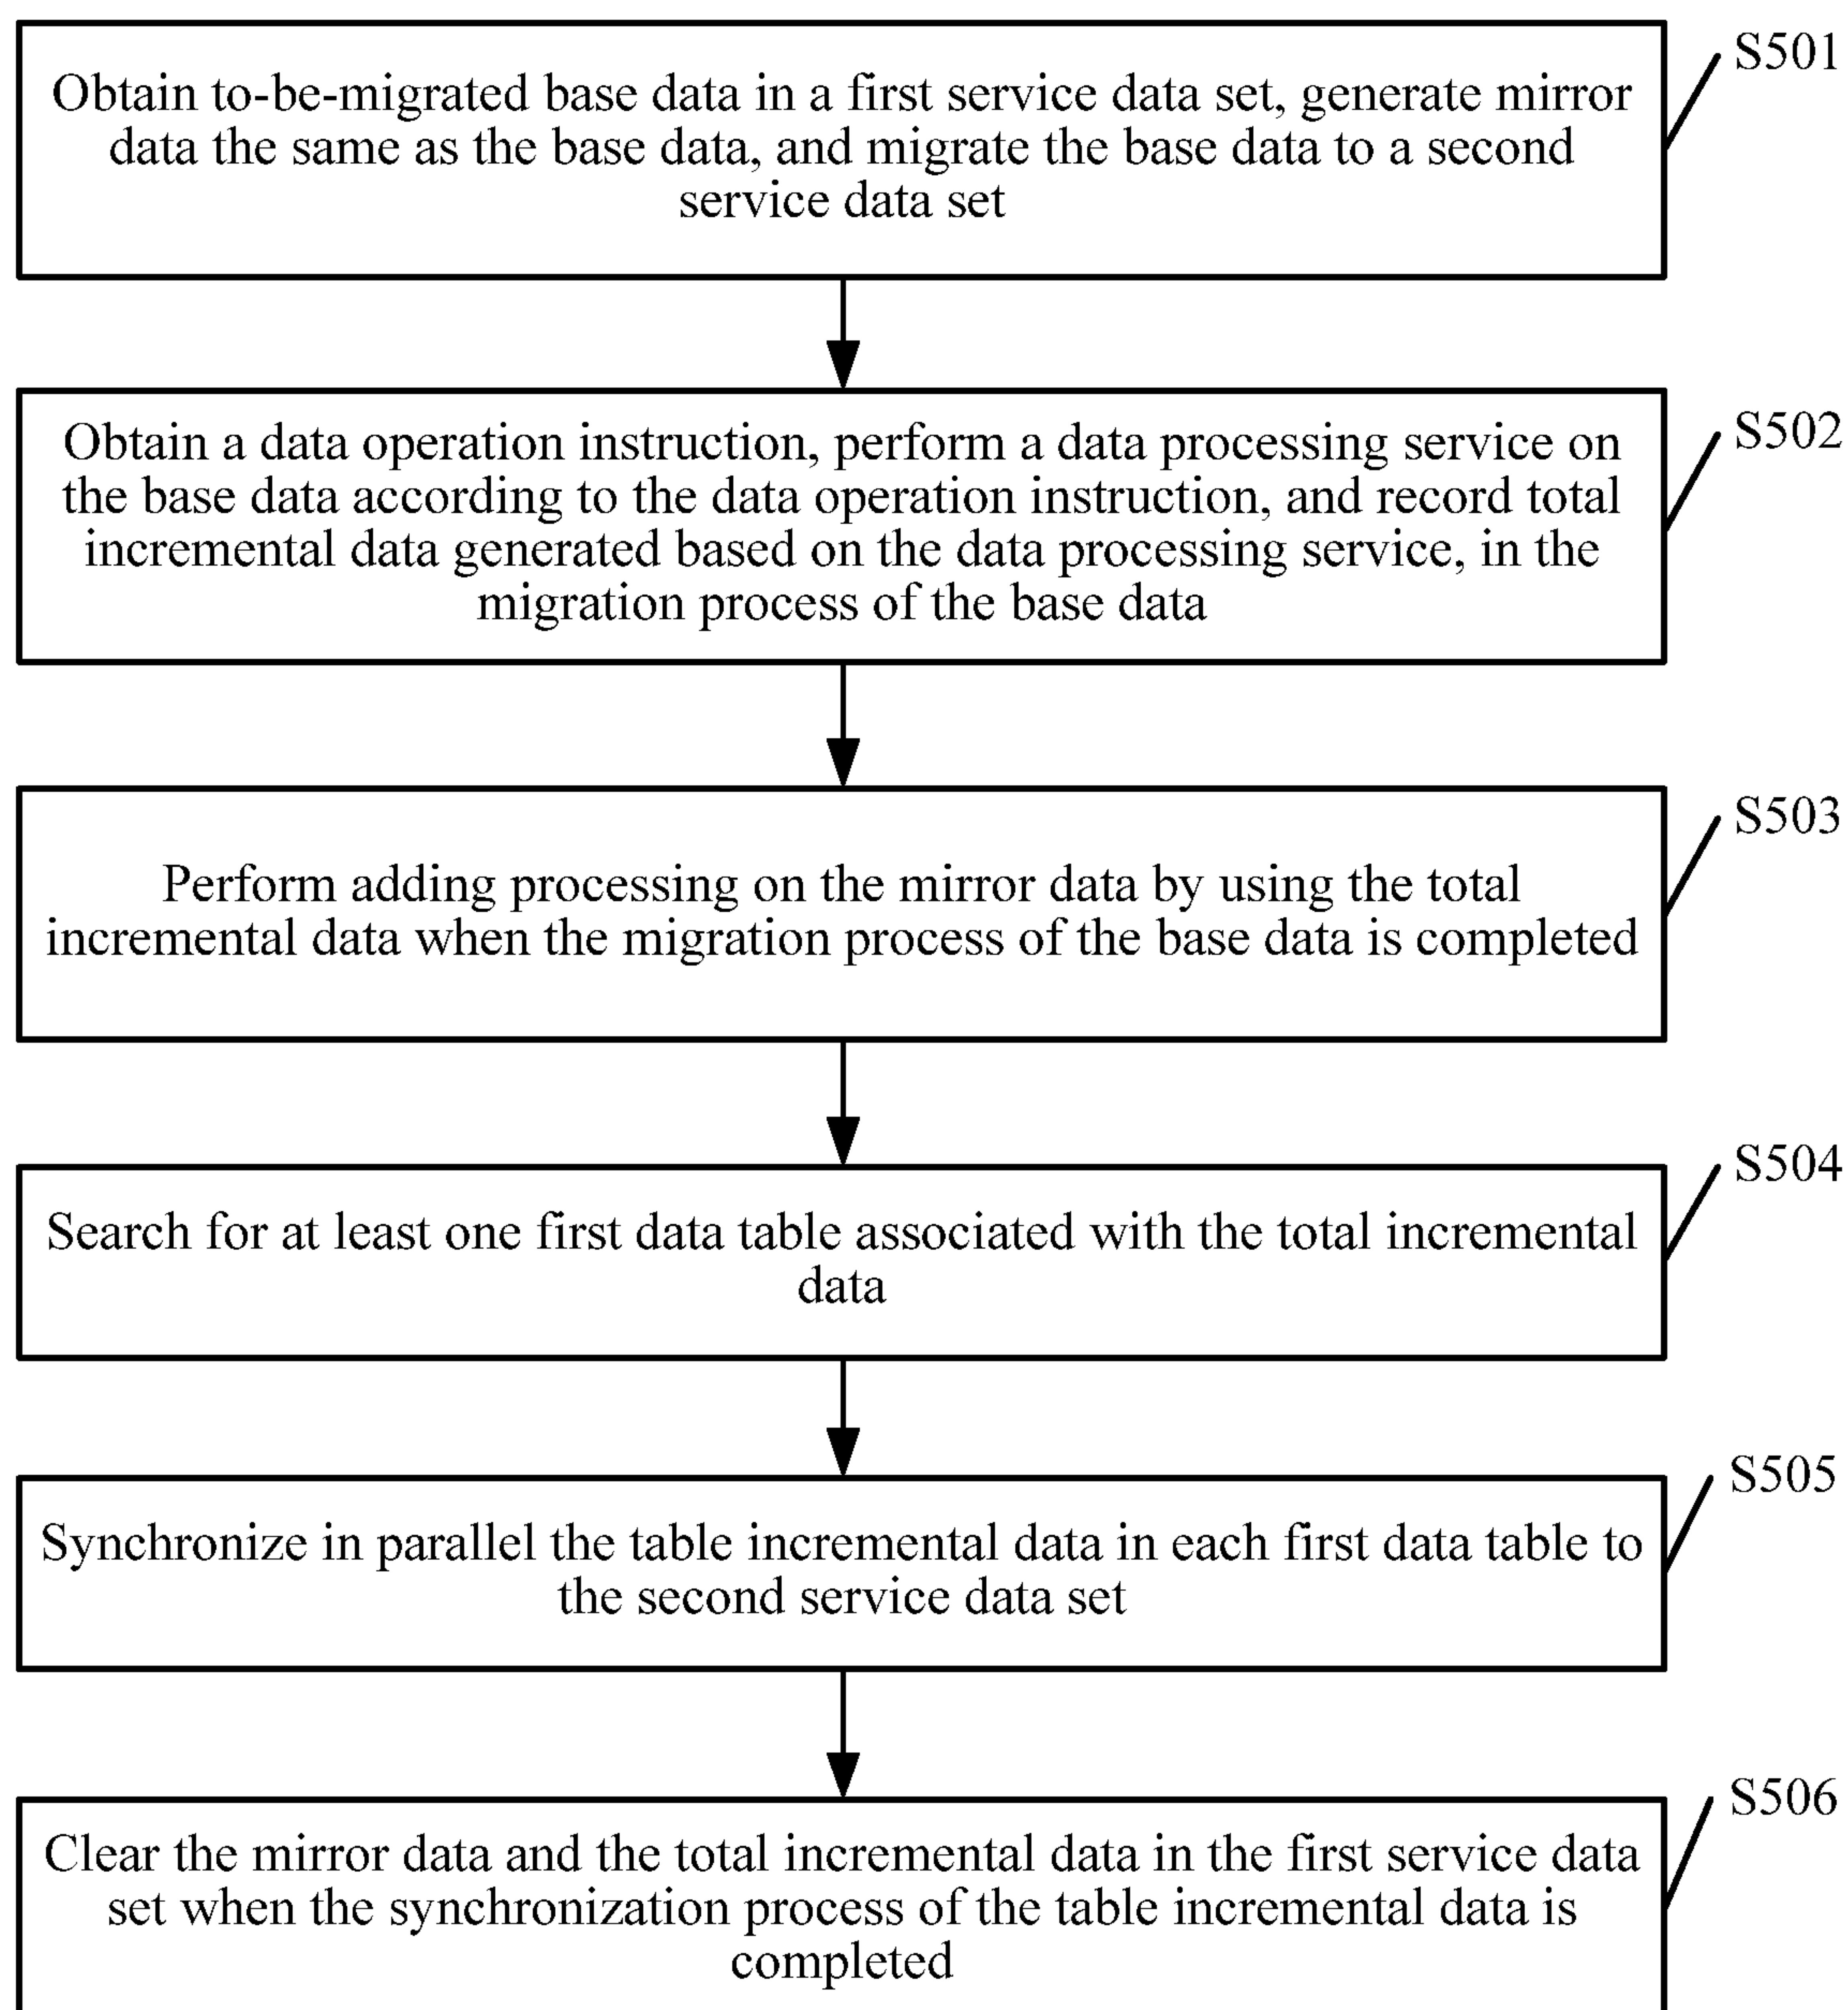 S501
Obtain to-be-migrated base data in a first service data set, generate mirror
data the same as the base data, and migrate the base data to a second
service data set
S502
Obtain a data operation instruction, perform a data processing service on
the base data according to the data operation instruction, and record total
incremental data generated based on the data processing service, in the
migration process of the base data
S503
Perform adding processing on the mirror data by using the total
incremental data when the migration process of the base data is completed
S504
Search for at least one first data table associated with the total incremental
data
S505
Synchronize in parallel the table incremental data in each first data table to
the second service data set
S506
Clear the mirror data and the total incremental data in the first service data
set when the synchronization process of the table incremental data is
completed